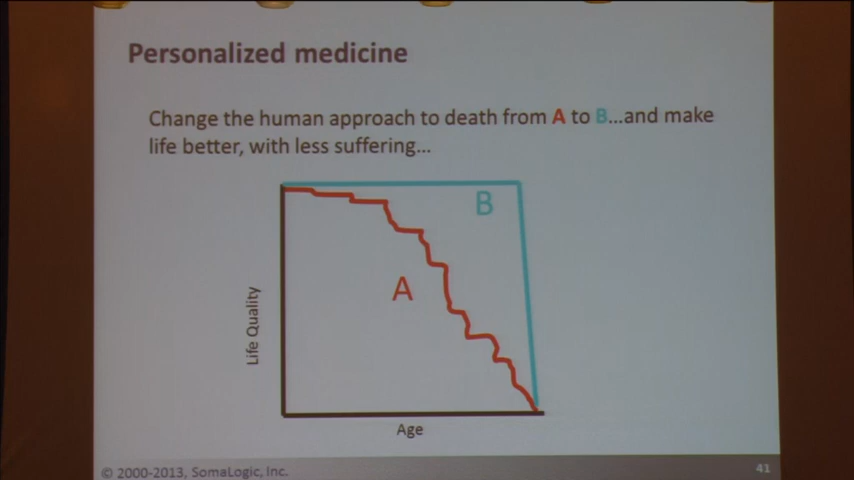 Personalized medicine
Change the human approach to death from A to B...and make
life better, with less suffering...
B
A
Life Quality
Age
© 2000-2013, SomaLogic, Inc.
41